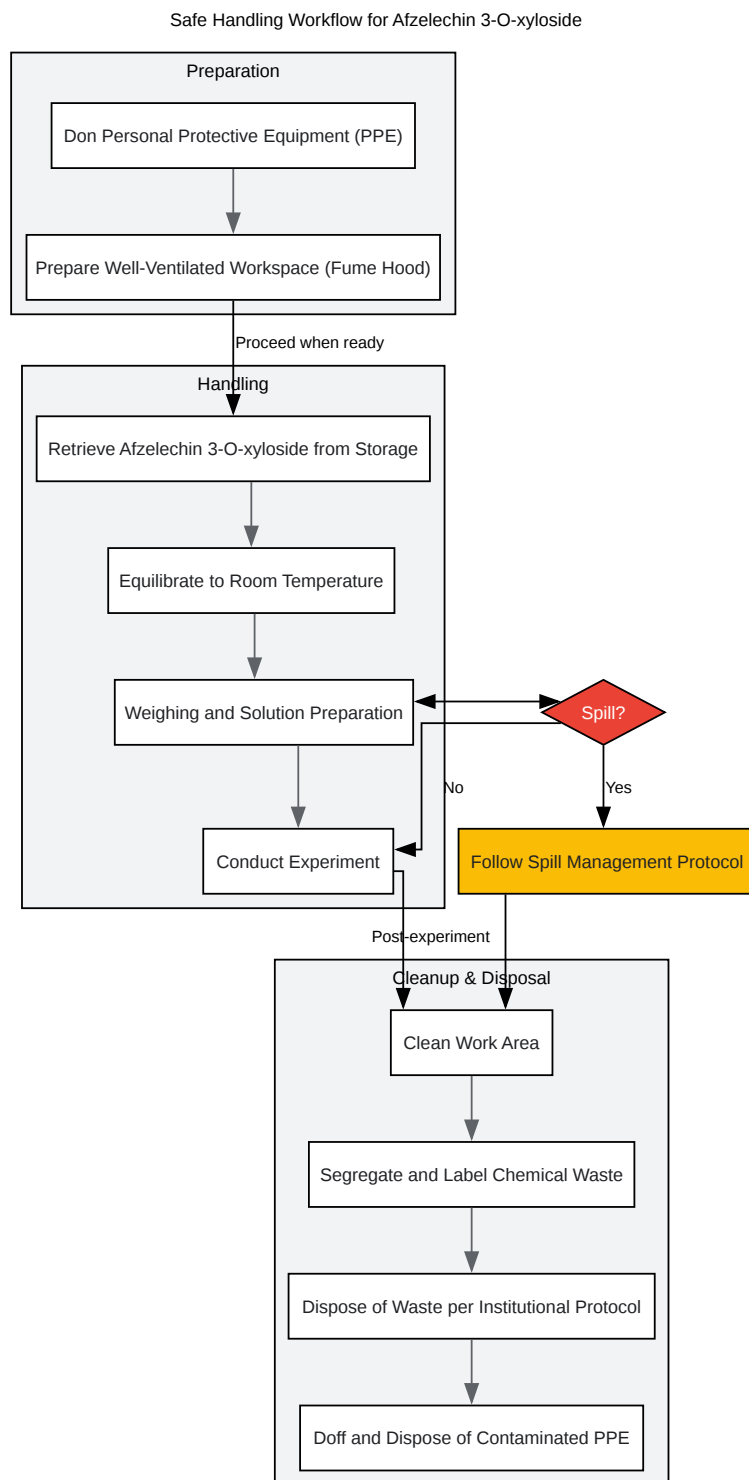 Safe Handling Workflow for Afzelechin 3-O-xyloside
Preparation
Don Personal Protective Equipment (PPE)
Prepare Well-Ventilated Workspace (Fume Hood)
Proceed when ready
Handling
Retrieve Afzelechin 3-O-xyloside from Storage
Equilibrate to Room Temperature
Weighing and Solution Preparation
Spill?
No
Yes
Conduct Experiment
Follow Spill Management Protocol
Post-experiment
Cleanup & Disposal
Clean Work Area
Segregate and Label Chemical Waste
Dispose of Waste per Institutional Protocol
Doff and Dispose of Contaminated PPE